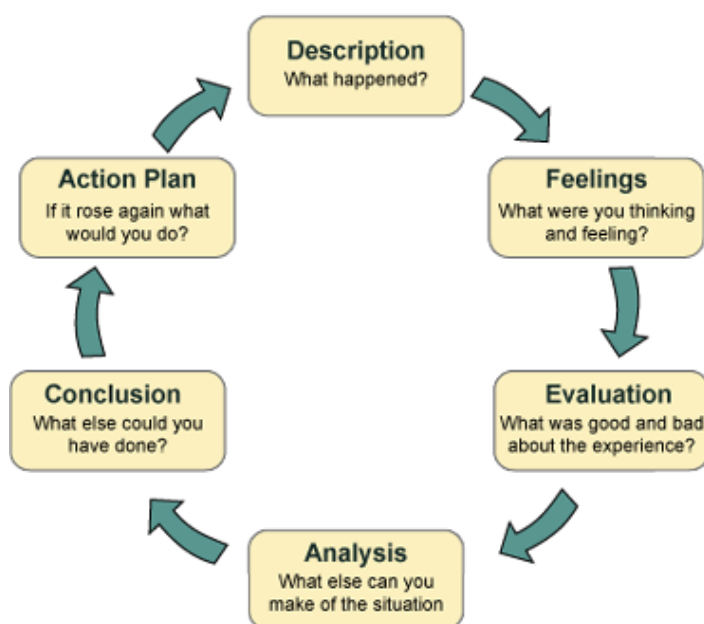 Description
What happened?
Feelings
What were you thinking
and feeling?
Evaluation
What was good and bad
about the experience?
Analysis
What else can you
make of the situation
Conclusion
What else could you
have done?
Action Plan
If it rose again what
would you do?